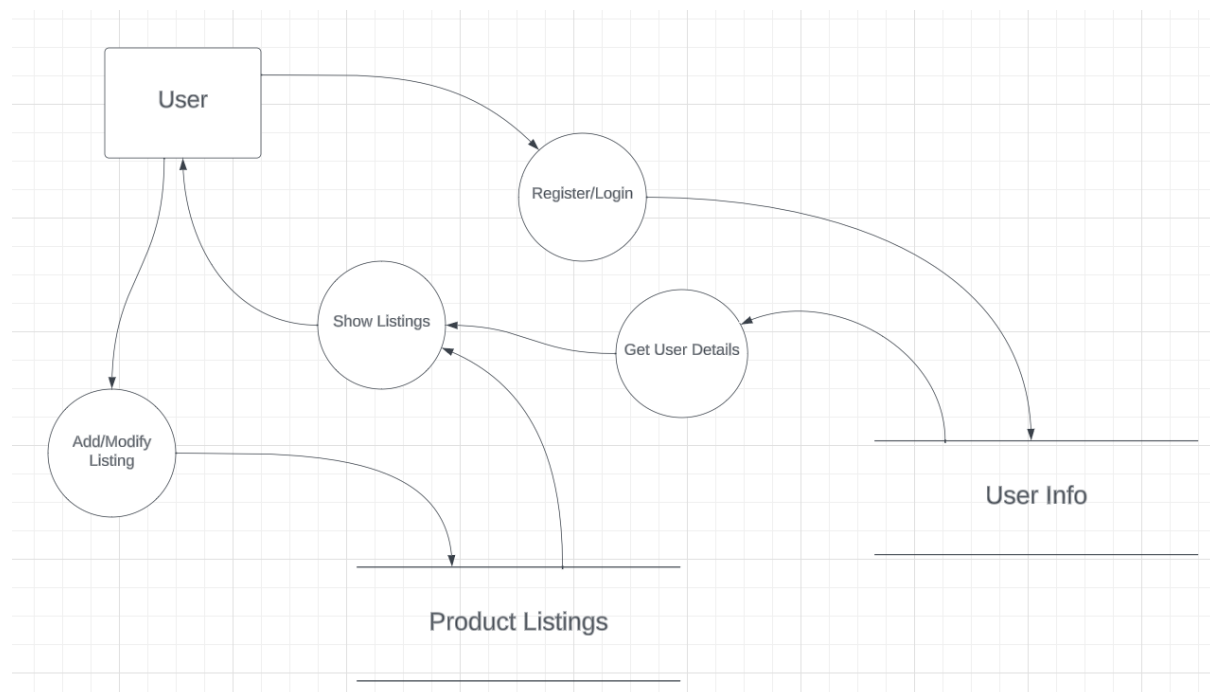 User
Register/Login
Show Listings
Get User Details
Add/Modify
Listing
User Info
Product Listings